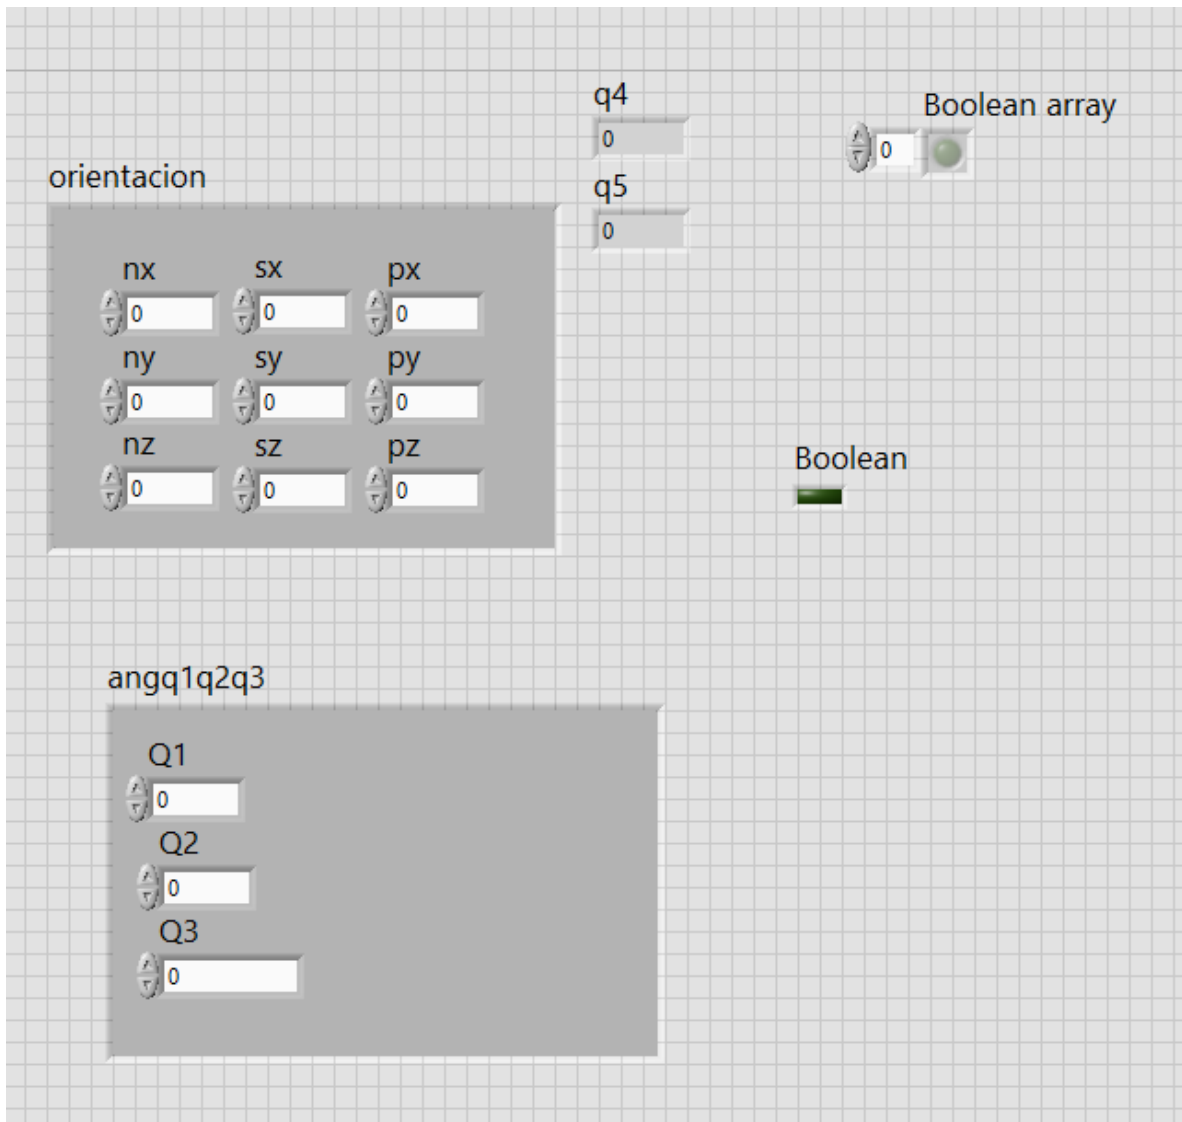 q4
0
Boolean array
0
q5
0
orientacion
nx sx px
0 0 0
ny sy py
0 0 0
nz sz pz
0 0 0
Boolean
angq1q2q3
Q1
0
Q2
0
Q3
0